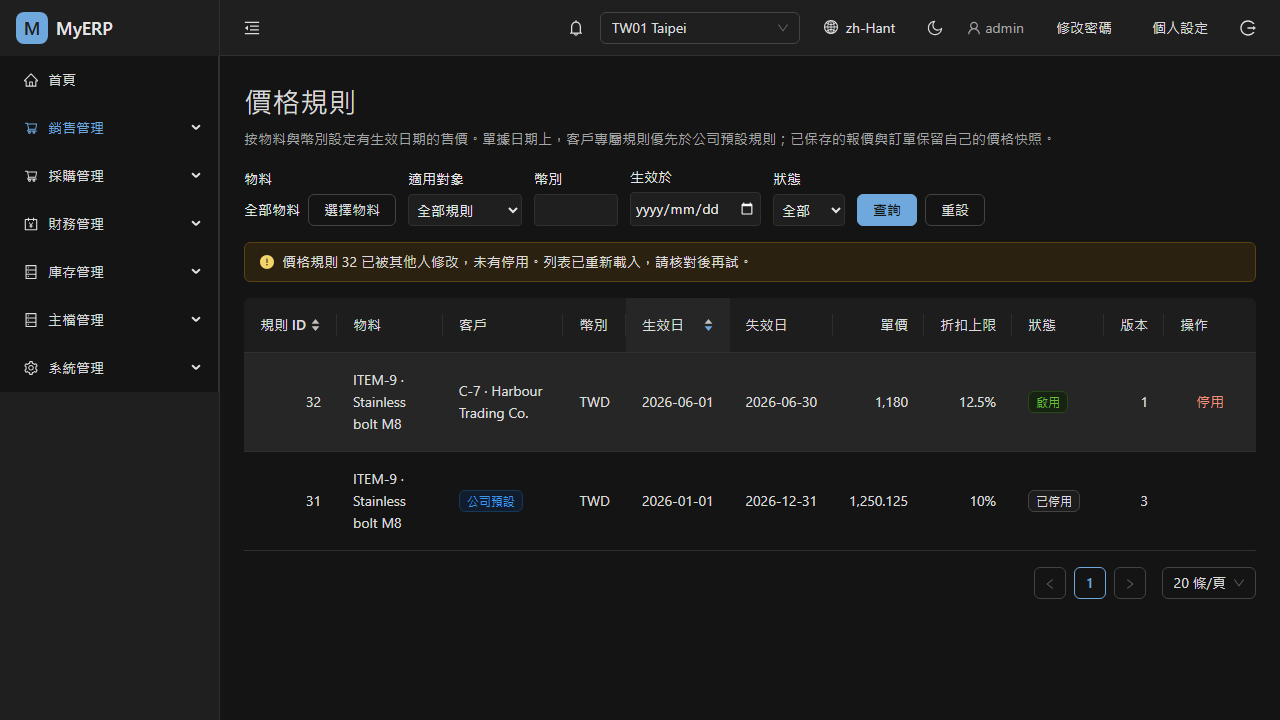 M MyERP
TW01 Taipei
zh-Hant
admin
修改密碼
個人設定
首頁
銷售管理
採購管理
財務管理
庫存管理
主檔管理
系統管理
價格規則
按物料與幣別設定有生效日期的售價。單據日期上，客戶專屬規則優先於公司預設規則；已保存的報價與訂單保留自己的價格快照。
物料 適用對象 幣別 生效於 狀態
全部物料 選擇物料 全部規則 yyyy/mm/dd 全部 查詢 重設
價格規則 32 已被其他人修改，未有停用。列表已重新載入，請核對後再試。
規則 ID 物料 客戶 幣別 生效日 失效日 單價 折扣上限 狀態 版本 操作
32 ITEM-9 · Stainless bolt M8 C-7 · Harbour Trading Co. TWD 2026-06-01 2026-06-30 1,180 12.5% 啟用 1 停用
31 ITEM-9 · Stainless bolt M8 公司預設 TWD 2026-01-01 2026-12-31 1,250.125 10% 已停用 3
1 20 條/頁